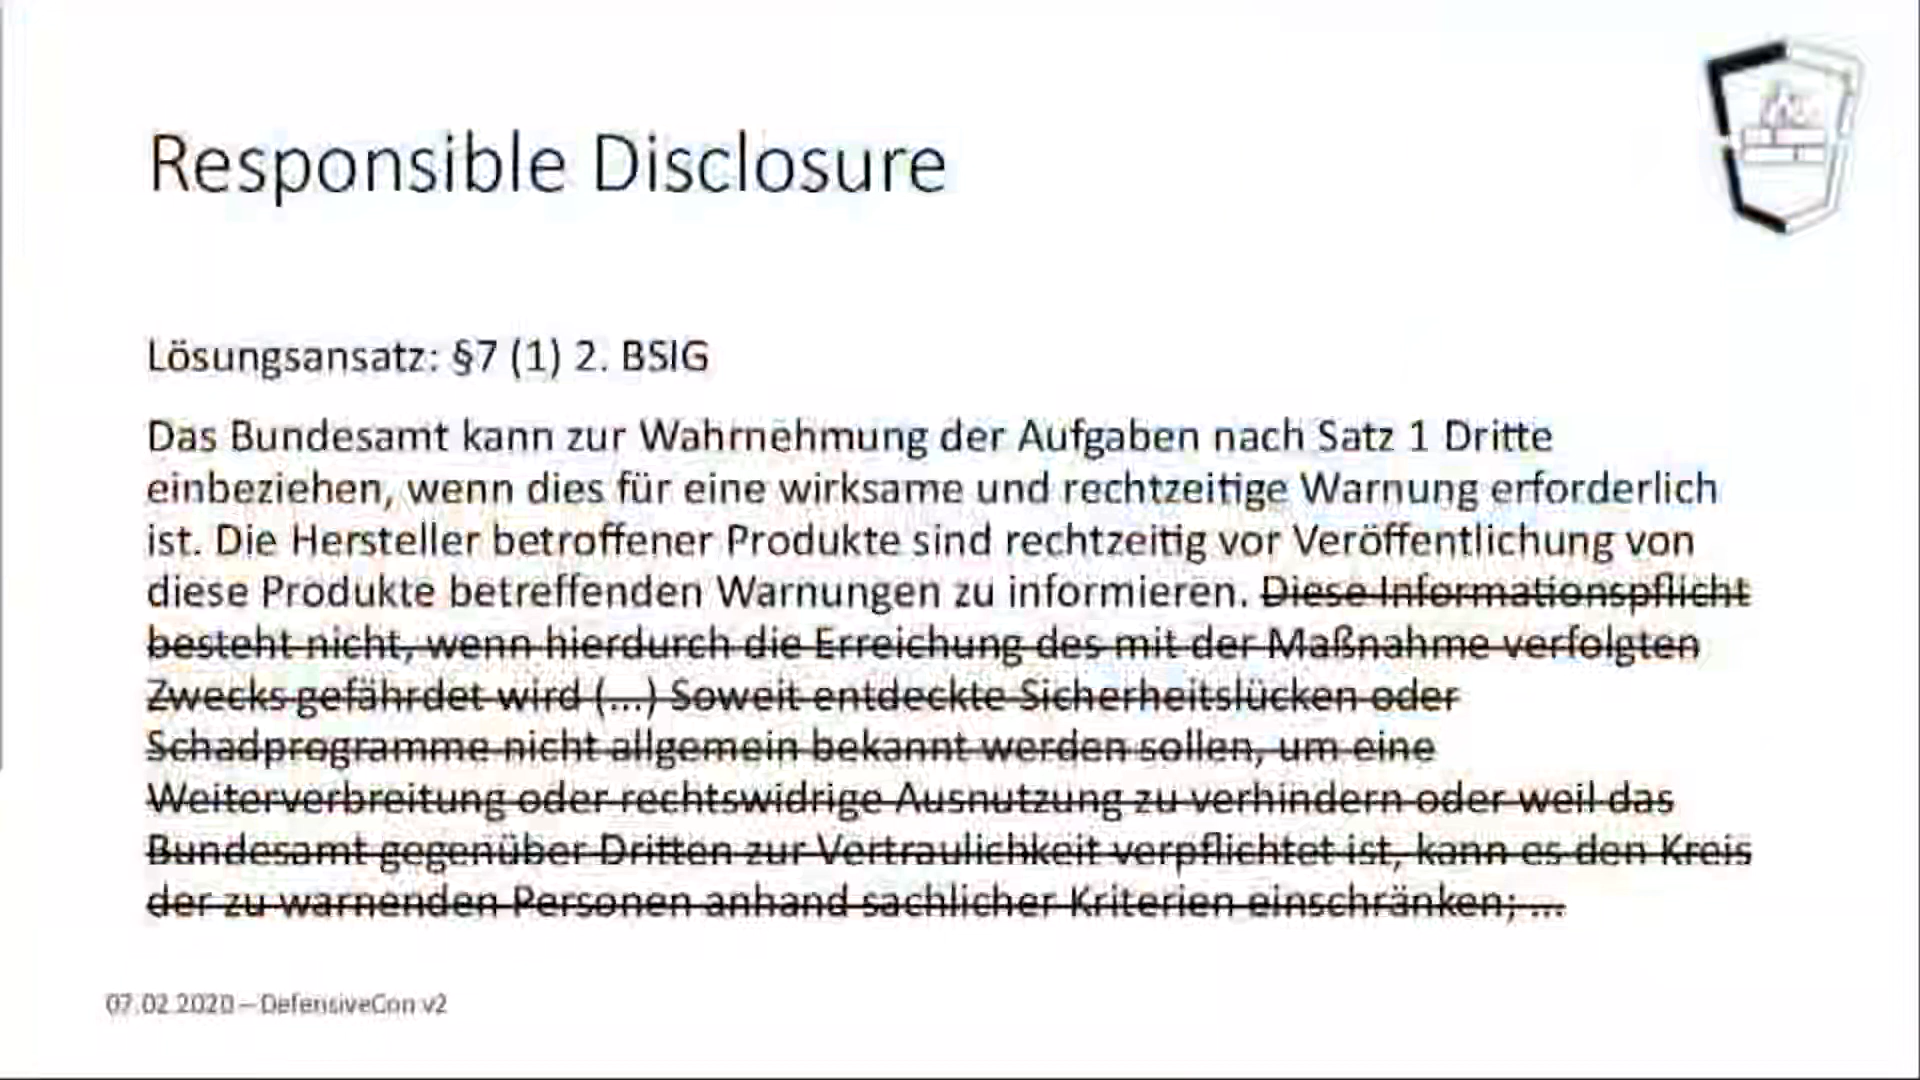 Responsible Disclosure
Lösungsansatz: §7 (1) 2. BSIG
Das Bundesamt kann zur Wahrnehmung der Aufgaben nach Satz 1 Dritte
einbeziehen, wenn dies für eine wirksame und rechtzeitige Warnung erforderlich
ist. Die Hersteller betroffener Produkte sind rechtzeitig vor Veröffentlichung von
diese Produkte betreffenden Warnungen zu informieren. Diese Informationspflicht
besteht nicht, wenn hierdurch die Erreichung des mit der Maßnahme verfolgten
Zwecks gefährdet wird (...) Soweit entdeckte Sicherheitslücken oder
Schadprogramme nicht allgemein bekannt werden sollen, um eine
Weiterverbreitung oder rechtswidrige Ausnutzung zu verhindern oder weil das
Bundesamt gegenüber Dritten zur Vertraulichkeit verpflichtet ist, kann es den Kreis
der zu warnenden Personen anhand sachlicher Kriterien einschränken; ...
07.02.2020 – DefensiveCon v2